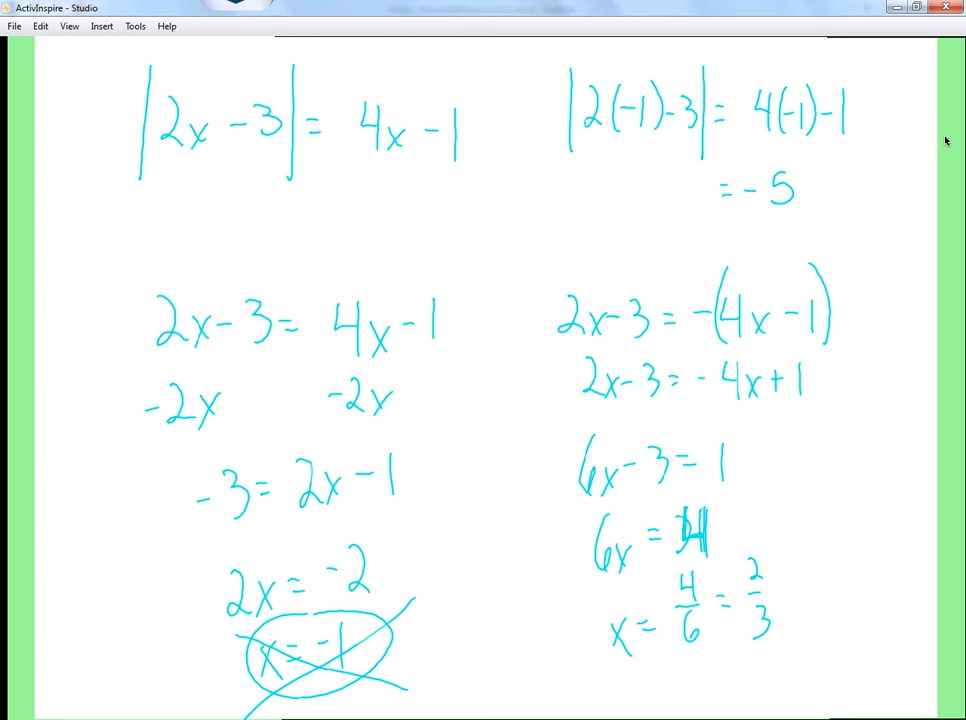 ActivInspire - Studio
File Edit View Insert Tools Help
|2x - 3| = 4x - 1
2x - 3 = 4x - 1
-2x -2x
-3 = 2x - 1
2x = -2
x = -1
|2(-1) - 3| = 4(-1) - 1
= - 5
2x - 3 = -(4x - 1)
2x - 3 = - 4x + 1
6x - 3 = 1
6x = 4
x = 4/6 = 2/3